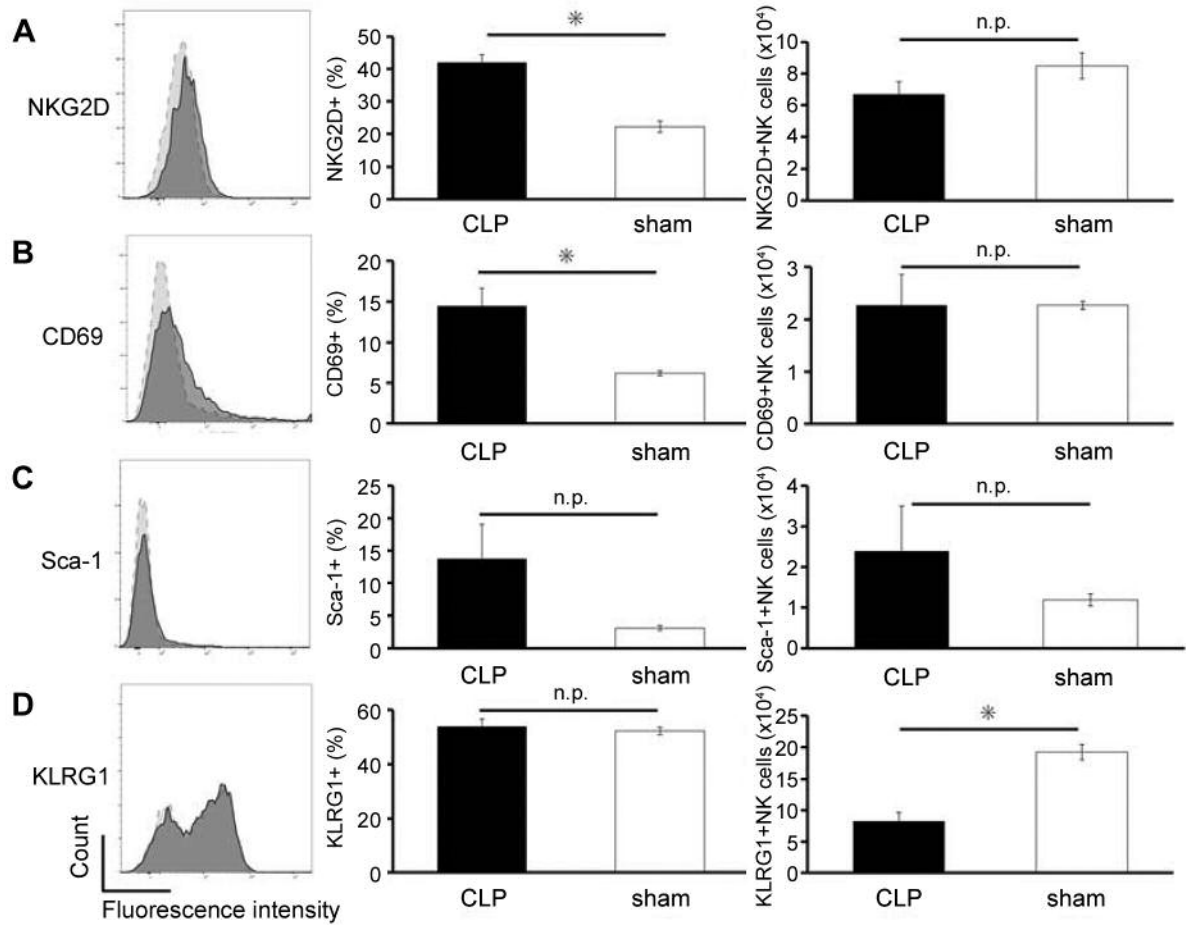 A
NKG2D
NKG2D+ (%)
50
40
30
20
10
0
*
CLP
sham
NKG2D+NK cells (x10⁴)
10
8
6
4
2
0
n.p.
CLP
sham
B
CD69
CD69+ (%)
20
15
10
5
0
*
CLP
sham
CD69+NK cells (x10⁴)
3
2
1
0
n.p.
CLP
sham
C
Sca-1
Sca-1+ (%)
25
20
15
10
5
0
n.p.
CLP
sham
Sca-1+NK cells (x10⁴)
4
3
2
1
0
n.p.
CLP
sham
D
KLRG1
Count
Fluorescence intensity
KLRG1+ (%)
60
40
20
0
n.p.
CLP
sham
KLRG1+NK cells (x10⁴)
25
20
15
10
5
0
*
CLP
sham